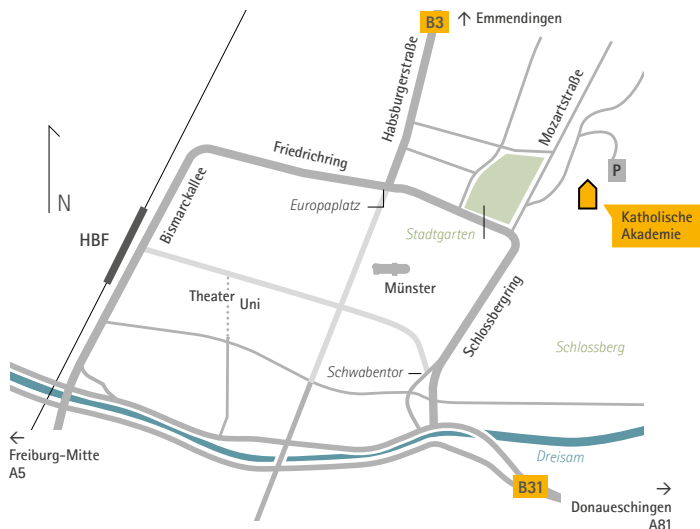 B3
↑ Emmendingen
Habsburgerstraße
Mozartstraße
Friedrichring
P
N
Bismarckallee
Europaplatz
Katholische
Akademie
Stadtgarten
HBF
Münster
Theater
Uni
Schlossbergring
Schlossberg
Schwabentor
←
Freiburg-Mitte
A5
Dreisam
B31
→
Donaueschingen
A81